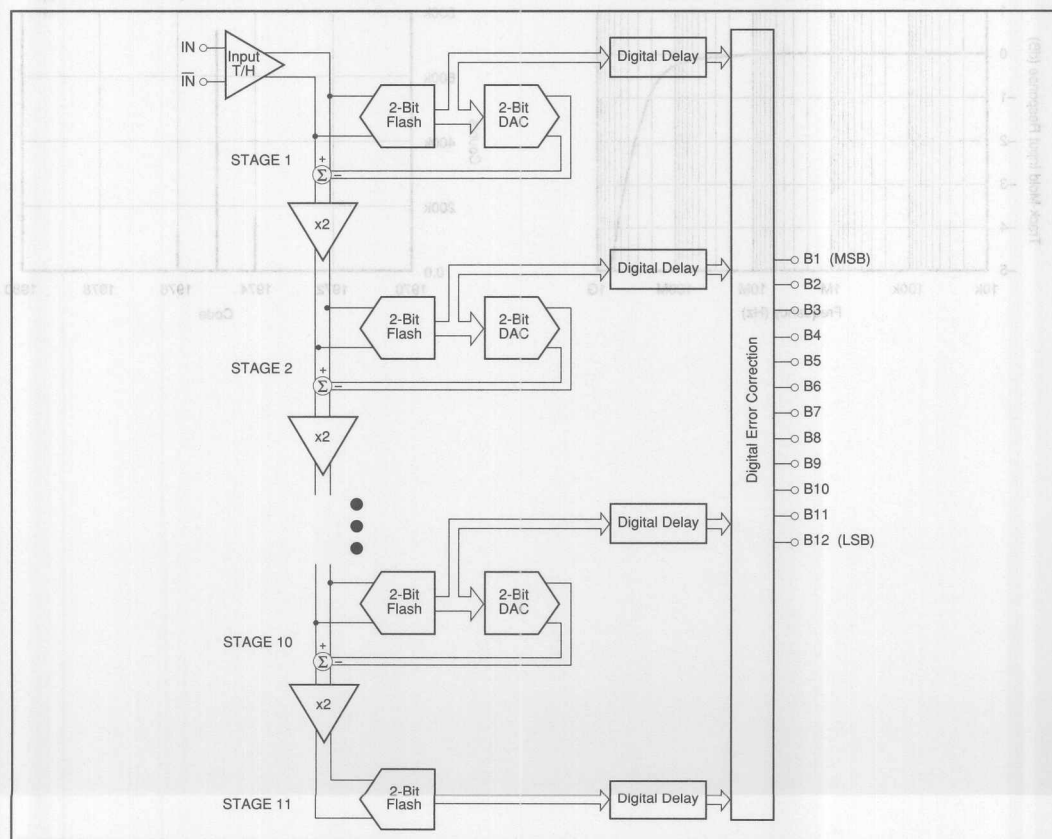 IN
Input
T/H
IN
2-Bit
Flash
2-Bit
DAC
Digital Delay
STAGE 1
+
Σ
–
x2
2-Bit
Flash
2-Bit
DAC
Digital Delay
STAGE 2
+
Σ
–
x2
2-Bit
Flash
2-Bit
DAC
Digital Delay
STAGE 10
+
Σ
–
x2
STAGE 11
2-Bit
Flash
Digital Delay
Digital Error Correction
B1 (MSB)
B2
B3
B4
B5
B6
B7
B8
B9
B10
B11
B12 (LSB)